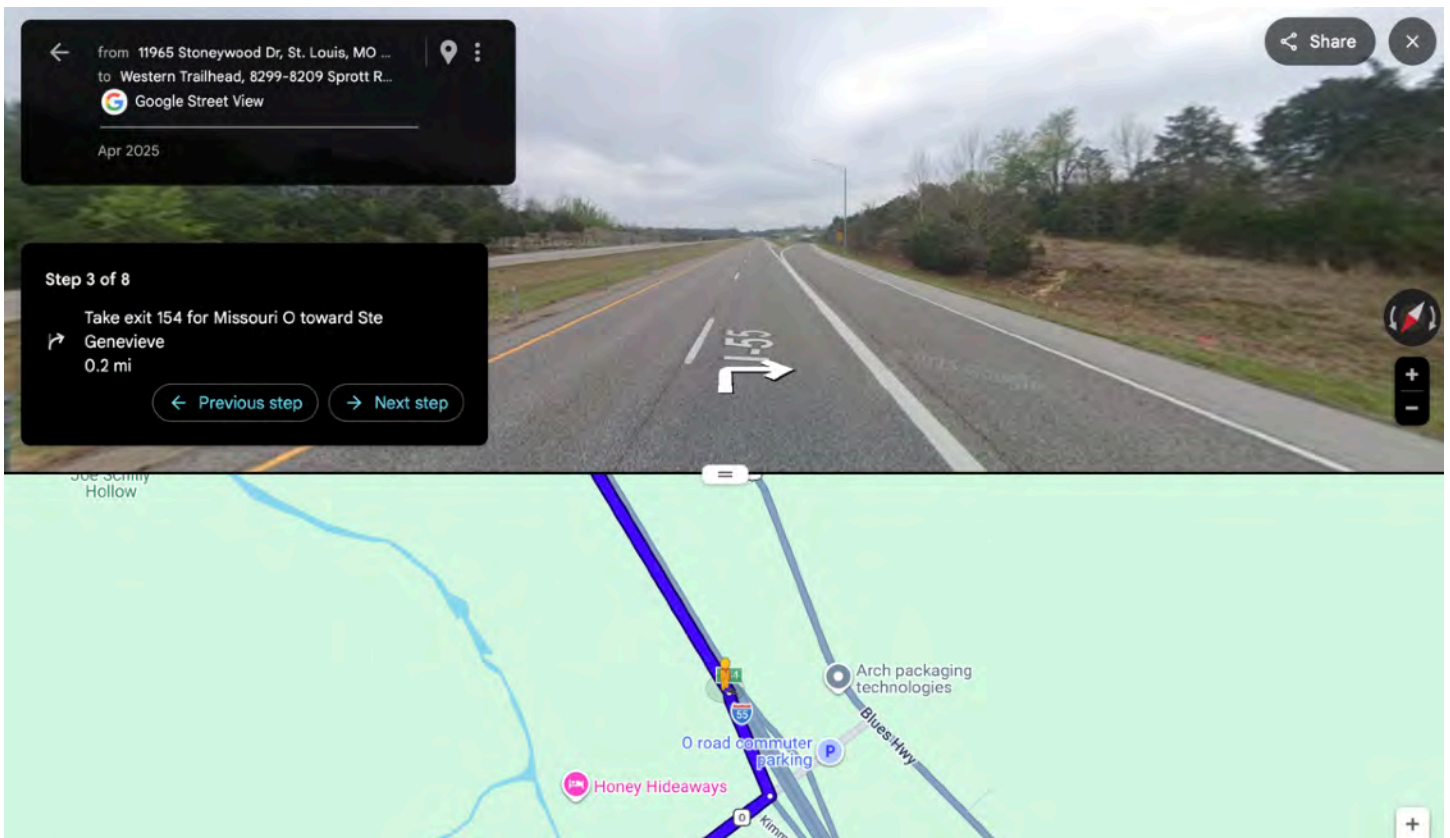 from 11965 Stoneywood Dr, St. Louis, MO ...
to Western Trailhead, 8299-8209 Sprott R...
Google Street View
Apr 2025
Share
Step 3 of 8
Take exit 154 for Missouri O toward Ste
Genevieve
0.2 mi
Previous step
Next step
I-55
Joe Schilly
Hollow
Arch packaging
technologies
55
Blues Hwy
O road commuter
parking
P
Honey Hideaways
O